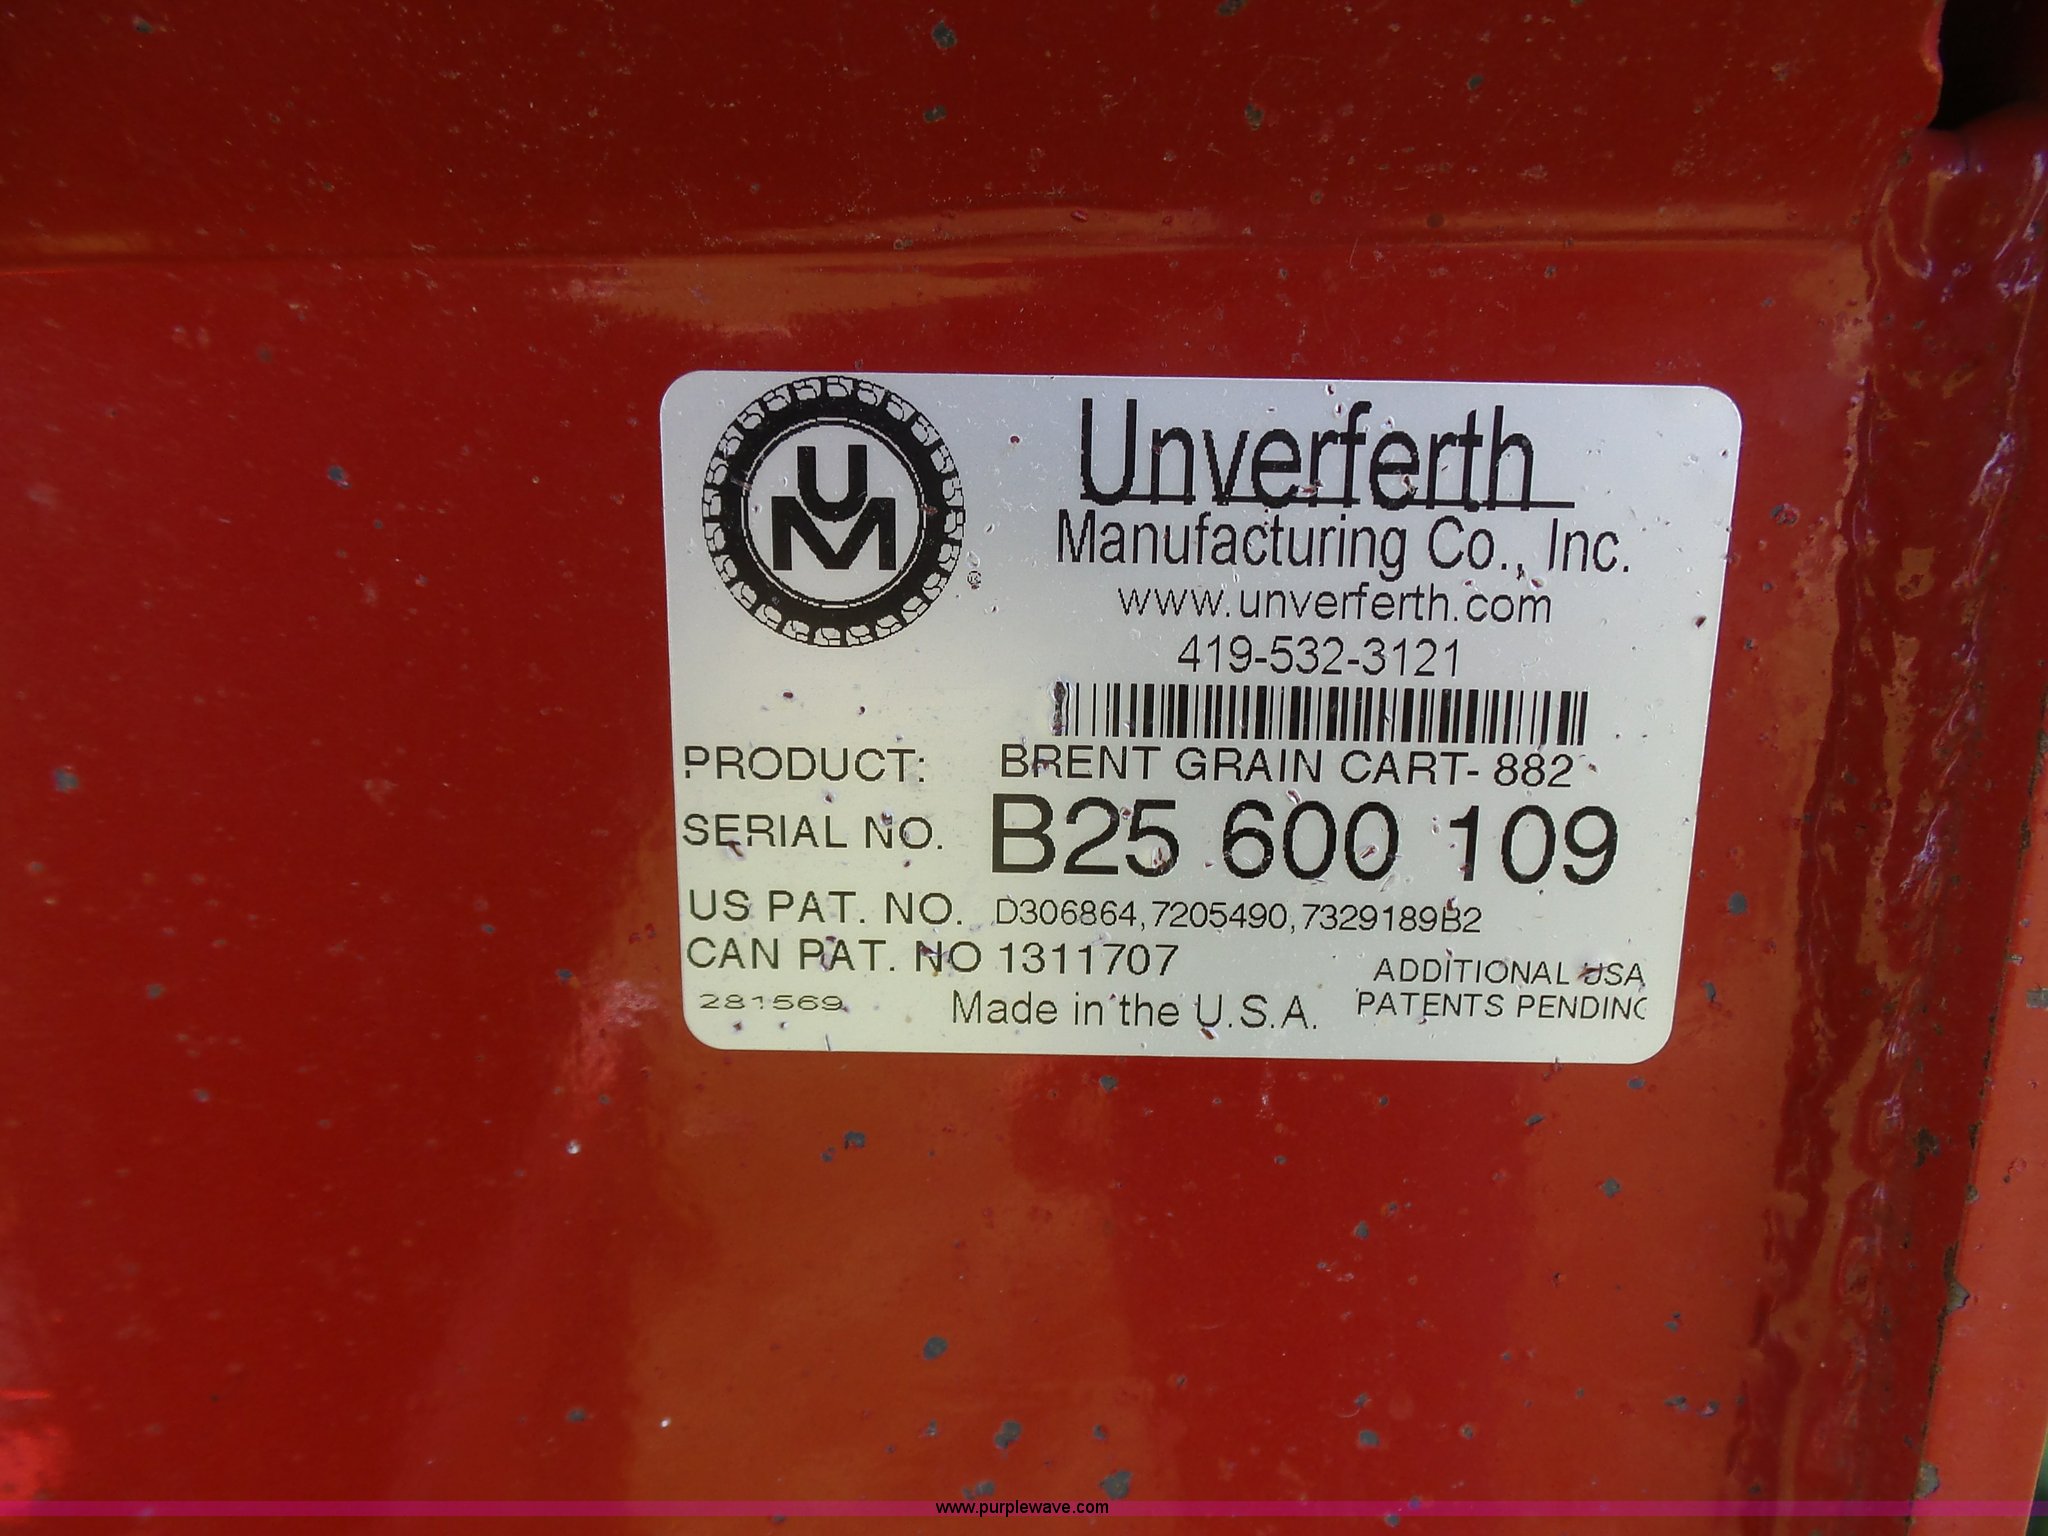 UM
Unverferth
Manufacturing Co., Inc.
www.unverferth.com
419-532-3121
PRODUCT: BRENT GRAIN CART- 882
SERIAL NO. B25 600 109
US PAT. NO. D306864,7205490,7329189B2
CAN PAT. NO 1311707
ADDITIONAL USA
PATENTS PENDING
281569 Made in the U.S.A.
www.purplewave.com